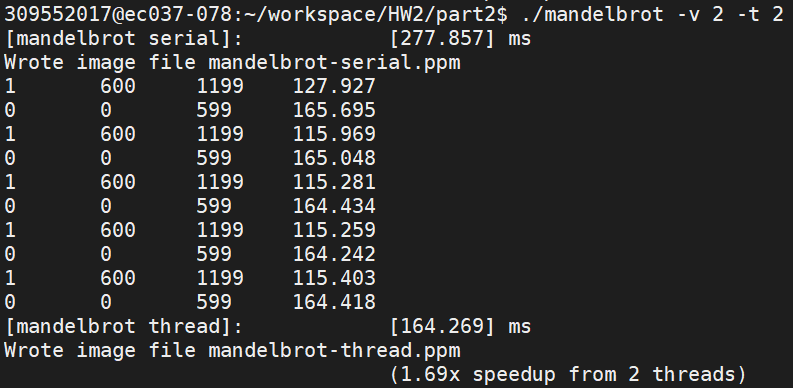 309552017@ec037-078:~/workspace/HW2/part2$ ./mandelbrot -v 2 -t 2
[mandelbrot serial]: [277.857] ms
Wrote image file mandelbrot-serial.ppm
1 600 1199 127.927
0 0 599 165.695
1 600 1199 115.969
0 0 599 165.048
1 600 1199 115.281
0 0 599 164.434
1 600 1199 115.259
0 0 599 164.242
1 600 1199 115.403
0 0 599 164.418
[mandelbrot thread]: [164.269] ms
Wrote image file mandelbrot-thread.ppm
(1.69x speedup from 2 threads)